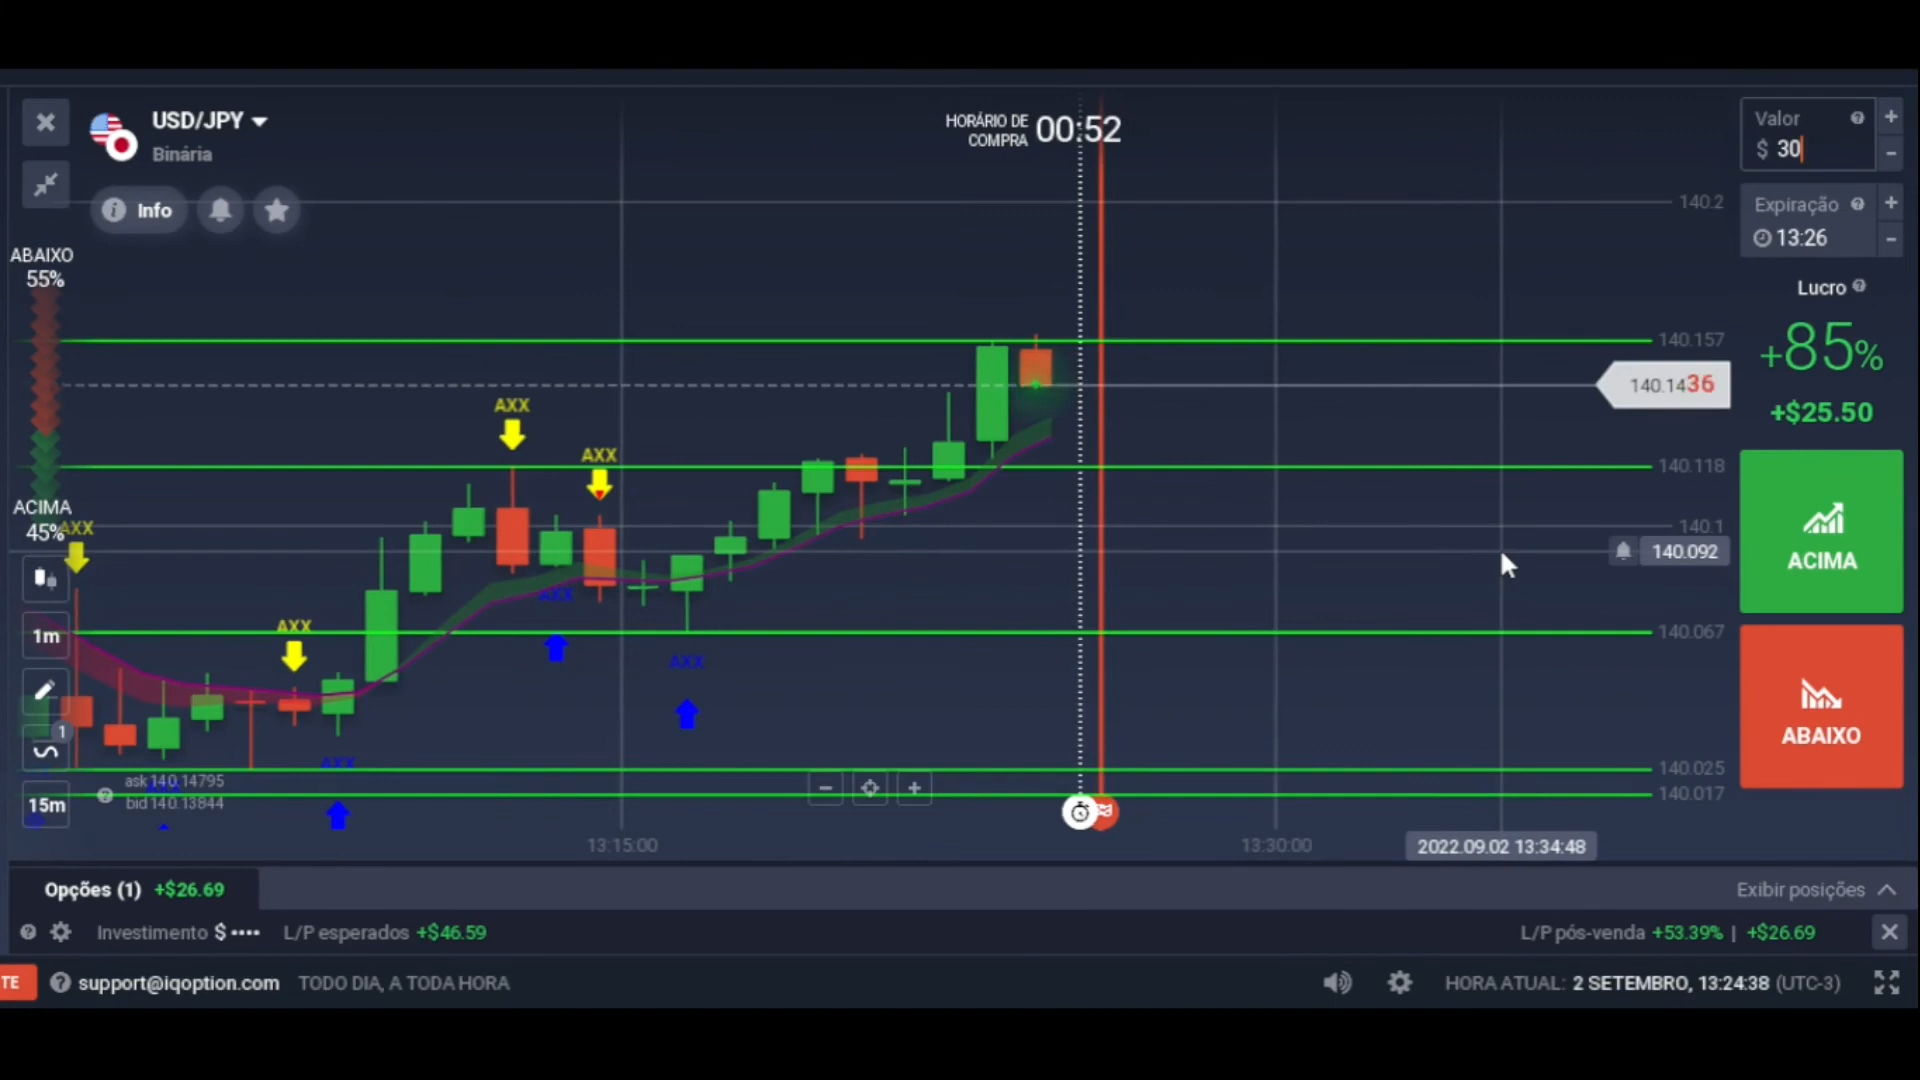 USD/JPY
Binária
Info
HORÁRIO DE
COMPRA
00:52
Valor
$ 30
Expiração
13:26
Lucro
+85%
+$25.50
ACIMA
ABAIXO
ABAIXO
55%
ACIMA
45%
AXX
AXX
AXX
AXX
AXX
AXX
AXX
140.2
140.157
140.1436
140.118
140.1
140.092
140.067
140.025
140.017
1m
1
15m
ask 140.14795
bid 140.13844
13:15:00
13:30:00
2022.09.02 13:34:48
Opções (1) +$26.69
Exibir posições
Investimento $ •••• L/P esperados +$46.59
L/P pós-venda +53.39% | +$26.69
TE
support@iqoption.com TODO DIA, A TODA HORA
HORA ATUAL: 2 SETEMBRO, 13:24:38 (UTC-3)